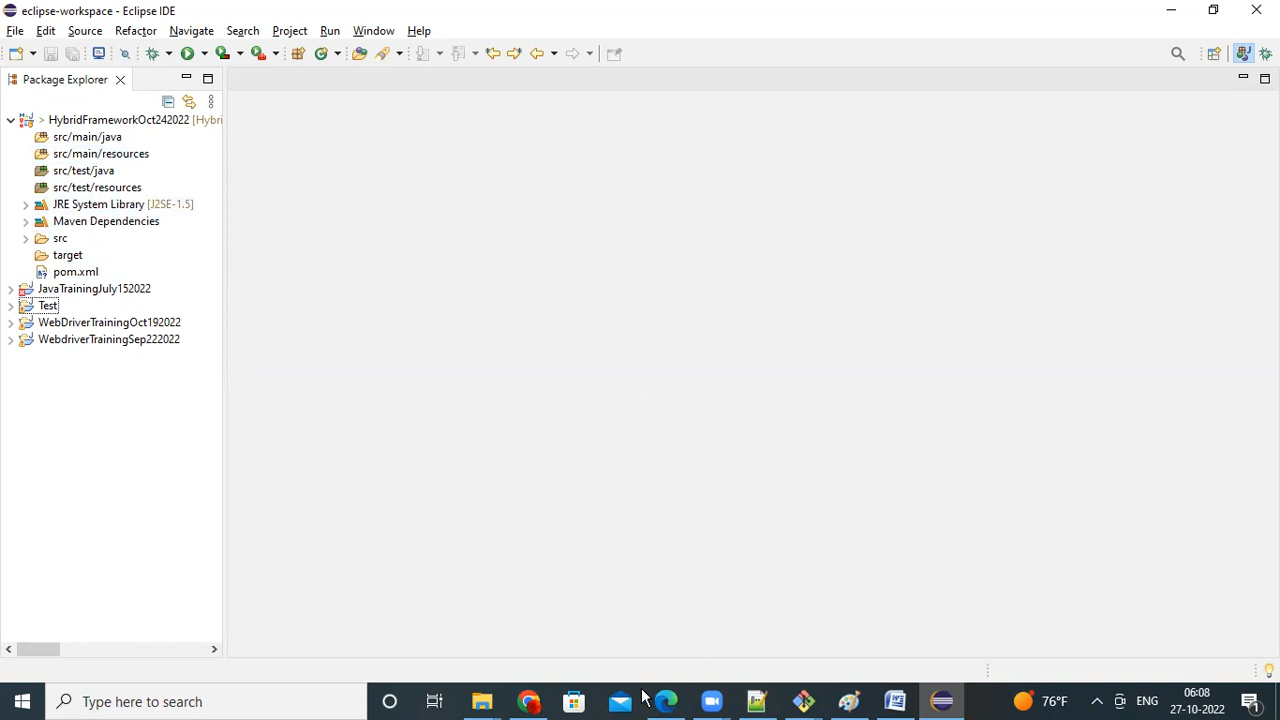 eclipse-workspace - Eclipse IDE
File Edit Source Refactor Navigate Search Project Run Window Help
Package Explorer
> HybridFrameworkOct242022 [Hybri
src/main/java
src/main/resources
src/test/java
src/test/resources
JRE System Library [J2SE-1.5]
Maven Dependencies
src
target
pom.xml
JavaTrainingJuly152022
Test
WebDriverTrainingOct192022
WebdriverTrainingSep222022
Type here to search
76°F
ENG
06:08
27-10-2022
1